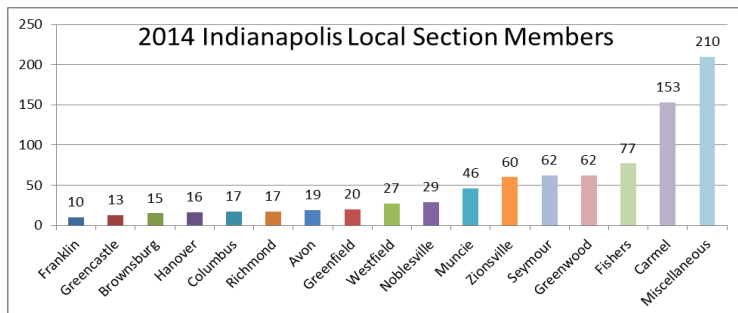 2014 Indianapolis Local Section Members
250
200
150
100
50
0
10
13
15
16
17
17
19
20
27
29
46
60
62
62
77
153
210
Franklin
Greencastle
Brownsburg
Hanover
Columbus
Richmond
Avon
Greenfield
Westfield
Noblesville
Muncie
Zionsville
Seymour
Greenwood
Fishers
Carmel
Miscellaneous